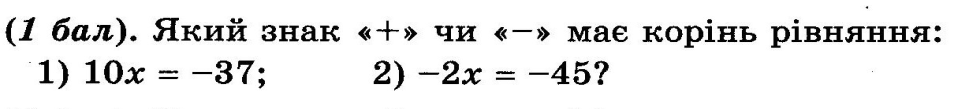 (1 бал). Який знак «+» чи «−» має корінь рівняння:
1) 10x = −37; 2) −2x = −45?